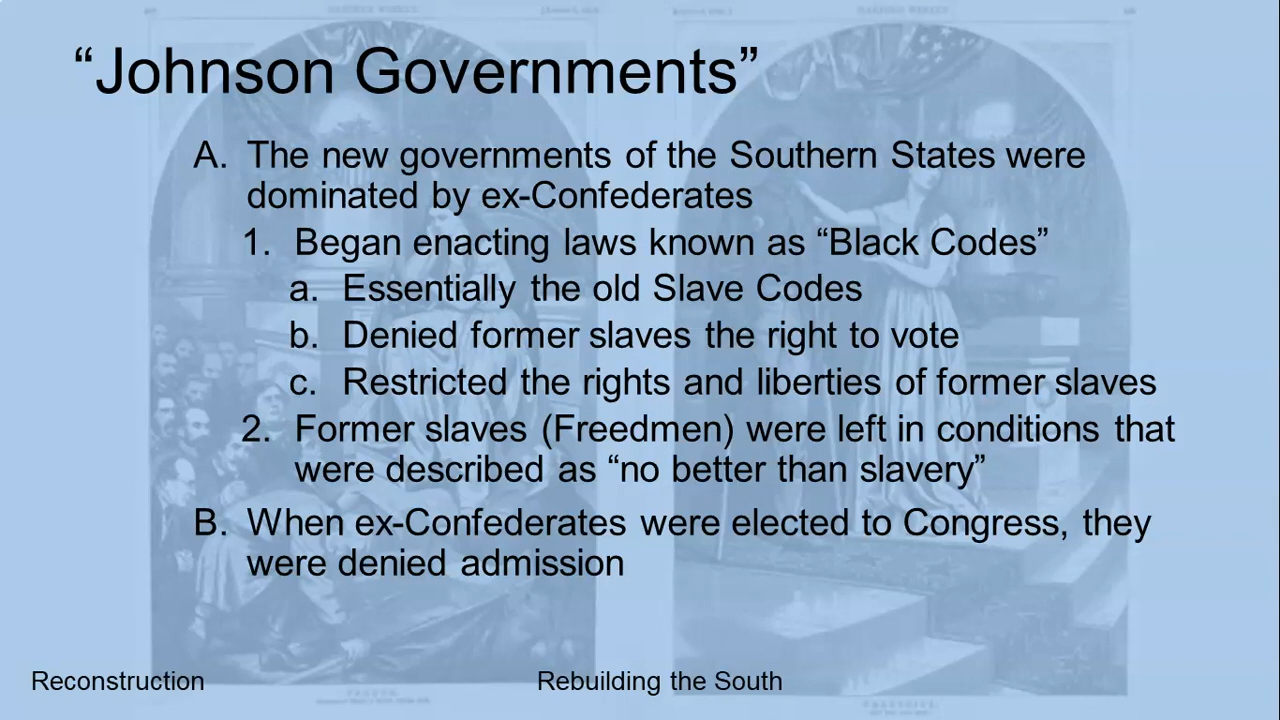 “Johnson Governments”
A. The new governments of the Southern States were
dominated by ex-Confederates
1. Began enacting laws known as “Black Codes”
a. Essentially the old Slave Codes
b. Denied former slaves the right to vote
c. Restricted the rights and liberties of former slaves
2. Former slaves (Freedmen) were left in conditions that
were described as “no better than slavery”
B. When ex-Confederates were elected to Congress, they
were denied admission
Reconstruction
Rebuilding the South